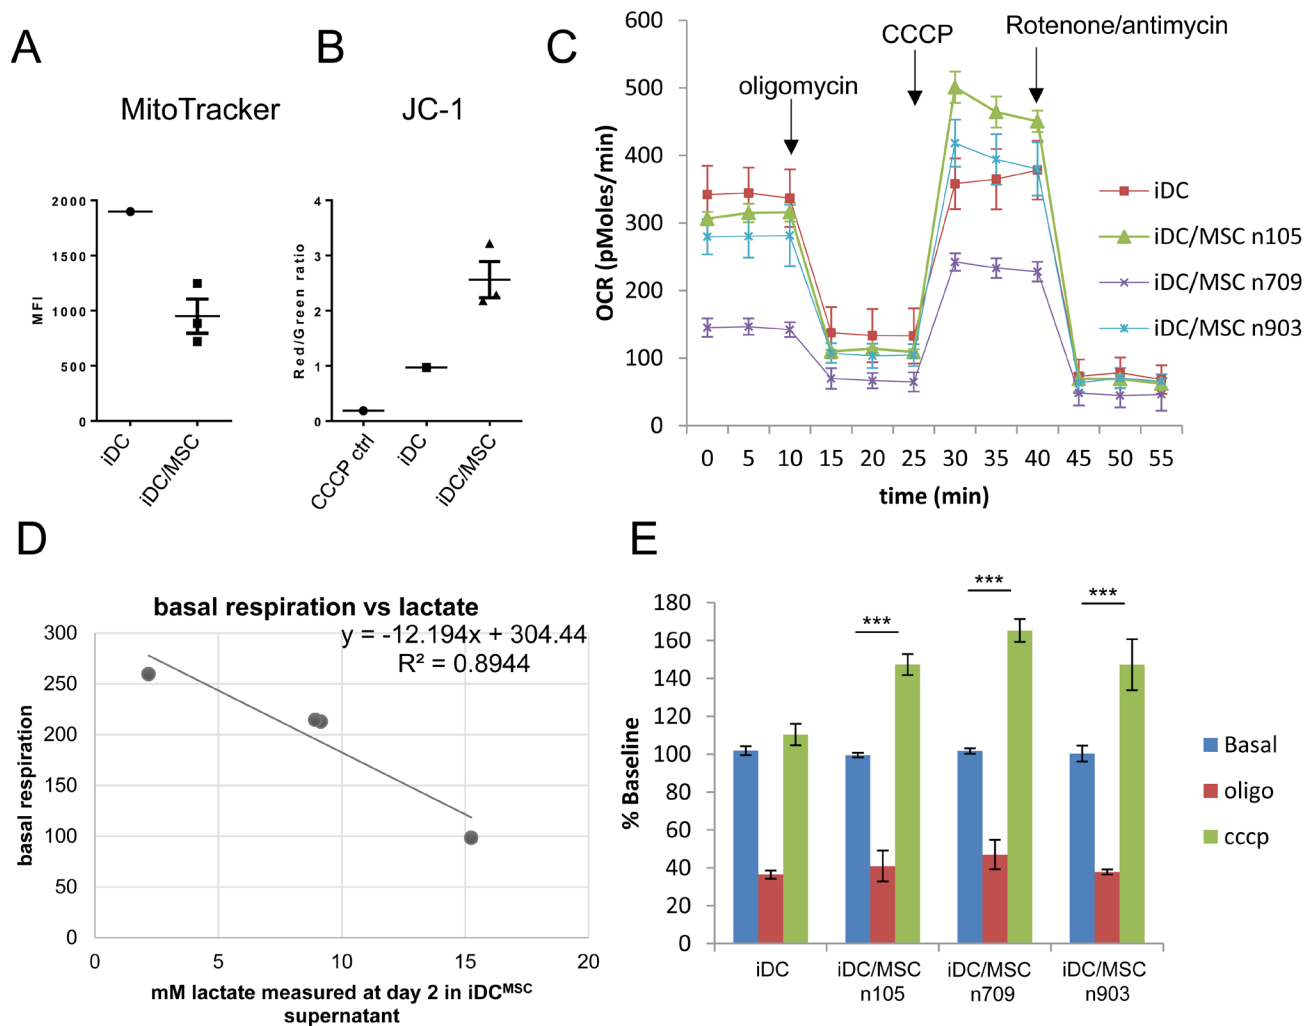 A
MitoTracker
2000
1500
1000
500
0
MFI
iDC
iDC/MSC
B
JC-1
4
3
2
1
0
Red/Green ratio
CCCP ctrl
iDC
iDC/MSC
C
600
500
400
300
200
100
0
OCR (pMoles/min)
oligomycin
CCCP
Rotenone/antimycin
0 5 10 15 20 25 30 35 40 45 50 55
time (min)
iDC
iDC/MSC n105
iDC/MSC n709
iDC/MSC n903
D
basal respiration vs lactate
y = -12.194x + 304.44
R² = 0.8944
300
250
200
150
100
50
0
basal respiration
0 5 10 15 20
mM lactate measured at day 2 in iDCᴹˢᶜ
supernatant
E
180
160
140
120
100
80
60
40
20
0
% Baseline
***
***
***
iDC
iDC/MSC
n105
iDC/MSC
n709
iDC/MSC
n903
Basal
oligo
cccp